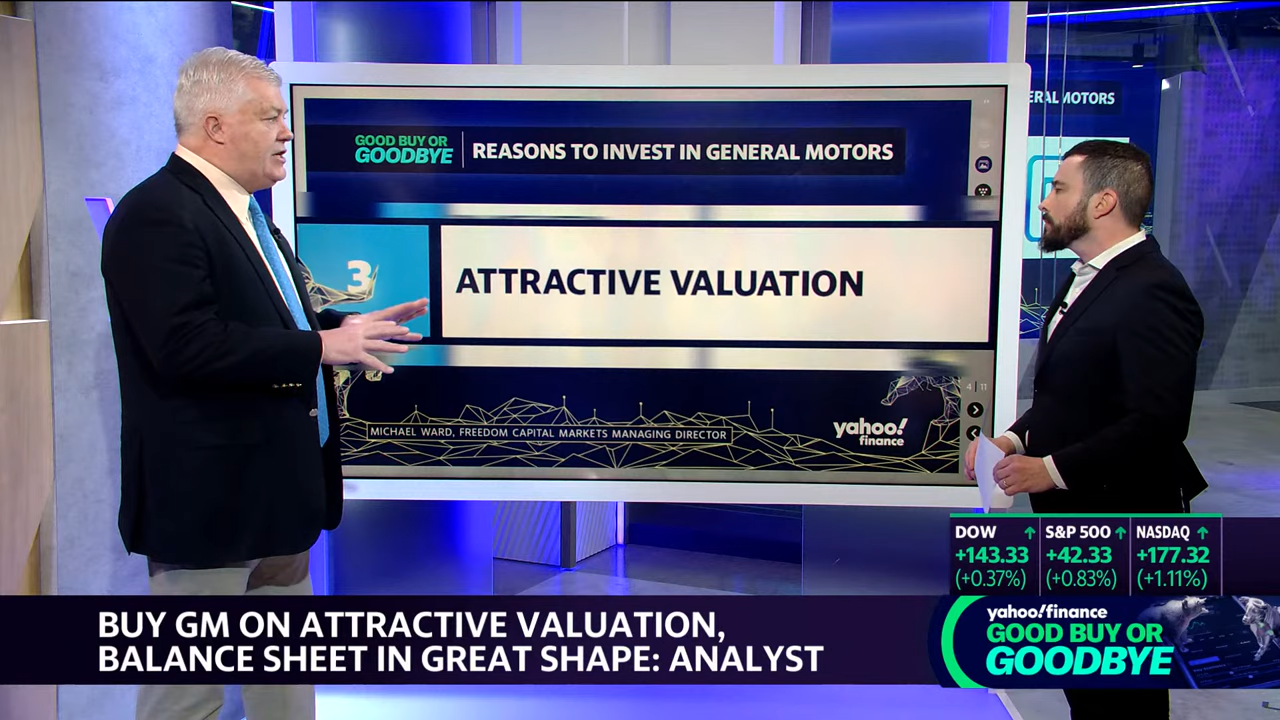 GOOD BUY OR
GOODBYE
REASONS TO INVEST IN GENERAL MOTORS
3
ATTRACTIVE VALUATION
4 | 11
MICHAEL WARD, FREEDOM CAPITAL MARKETS MANAGING DIRECTOR
yahoo!
finance
ERAL MOTORS
DOW
+143.33
(+0.37%)
S&P 500
+42.33
(+0.83%)
NASDAQ
+177.32
(+1.11%)
BUY GM ON ATTRACTIVE VALUATION,
BALANCE SHEET IN GREAT SHAPE: ANALYST
yahoo!finance
GOOD BUY OR
GOODBYE